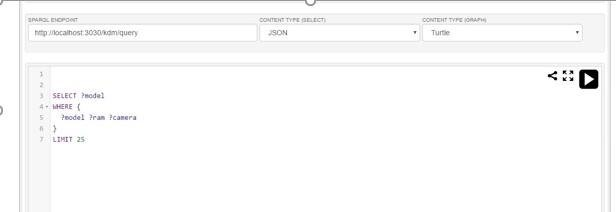 SPARQL ENDPOINT CONTENT TYPE (SELECT) CONTENT TYPE (GRAPH)
http://localhost:3030/kdm/query JSON Turtle
1
2
3 SELECT ?model
4 WHERE {
5 ?model ?ram ?camera
6 }
7 LIMIT 25